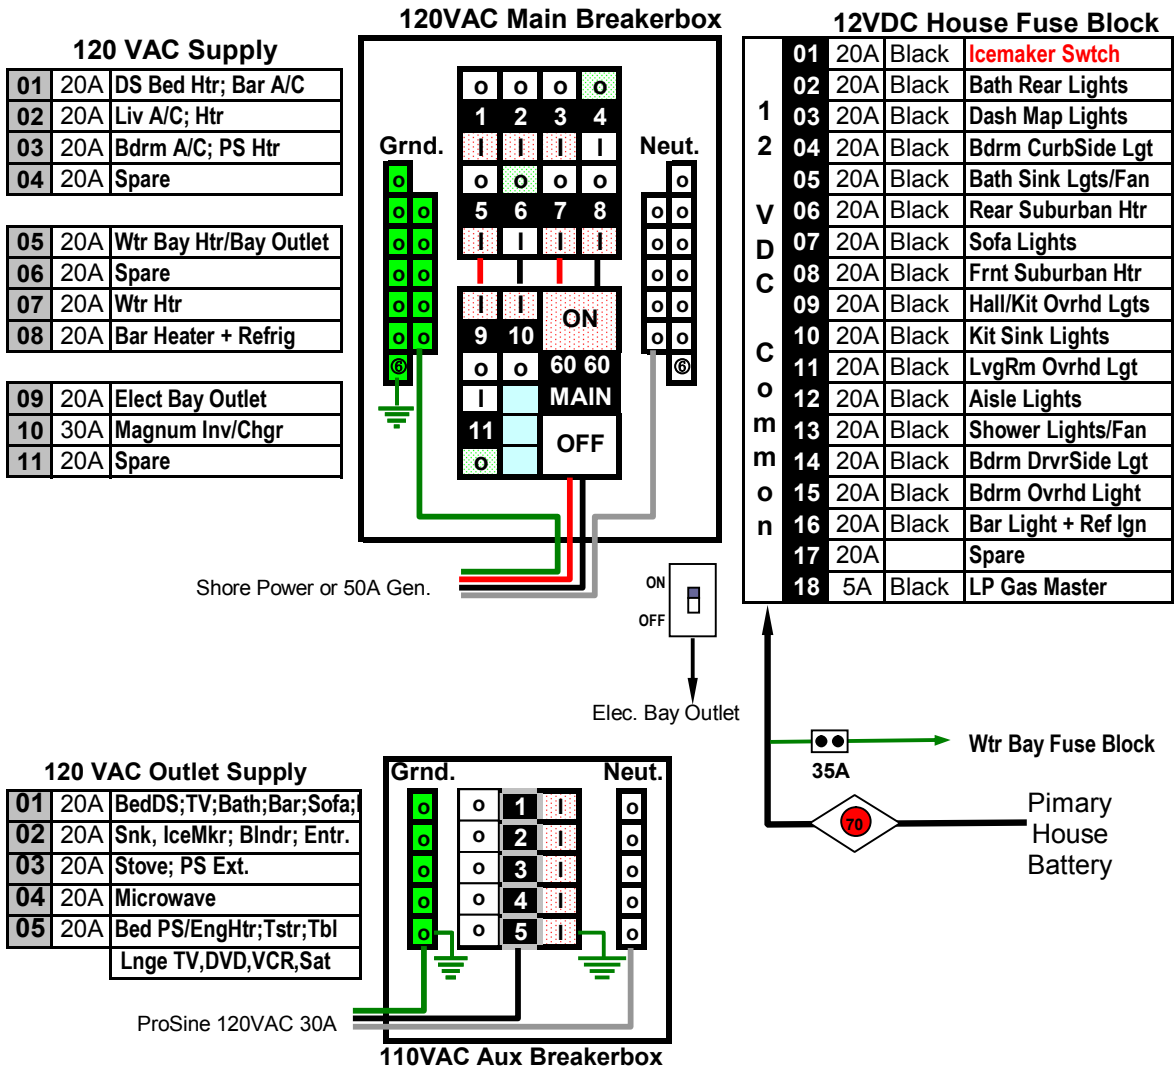 120VAC Main Breakerbox
12VDC House Fuse Block
120 VAC Supply
01 20A DS Bed Htr; Bar A/C
02 20A Liv A/C; Htr
03 20A Bdrm A/C; PS Htr
04 20A Spare
05 20A Wtr Bay Htr/Bay Outlet
06 20A Spare
07 20A Wtr Htr
08 20A Bar Heater + Refrig
09 20A Elect Bay Outlet
10 30A Magnum Inv/Chgr
11 20A Spare
Grnd.
Neut.
o o o o
1 2 3 4
I I I I
o o o o
5 6 7 8
I I I I
I I ON
9 10
o o 60 60
I MAIN
11 OFF
o
o
o o
o o
o o
o o
o o
6
o
o o
o o
o o
o o
o o
6
Shore Power or 50A Gen.
ON
OFF
Elec. Bay Outlet
12 VDC Common
01 20A Black Icemaker Swtch
02 20A Black Bath Rear Lights
03 20A Black Dash Map Lights
04 20A Black Bdrm CurbSide Lgt
05 20A Black Bath Sink Lgts/Fan
06 20A Black Rear Suburban Htr
07 20A Black Sofa Lights
08 20A Black Frnt Suburban Htr
09 20A Black Hall/Kit Ovrhd Lgts
10 20A Black Kit Sink Lights
11 20A Black LvgRm Ovrhd Lgt
12 20A Black Aisle Lights
13 20A Black Shower Lights/Fan
14 20A Black Bdrm DrvrSide Lgt
15 20A Black Bdrm Ovrhd Light
16 20A Black Bar Light + Ref Ign
17 20A Spare
18 5A Black LP Gas Master
35A
Wtr Bay Fuse Block
70
Pimary
House
Battery
120 VAC Outlet Supply
01 20A BedDS;TV;Bath;Bar;Sofa;
02 20A Snk, IceMkr; Blndr; Entr.
03 20A Stove; PS Ext.
04 20A Microwave
05 20A Bed PS/EngHtr;Tstr;Tbl
Lnge TV,DVD,VCR,Sat
ProSine 120VAC 30A
Grnd.
Neut.
o o 1 I o
o o 2 I o
o o 3 I o
o o 4 I o
o o 5 I o
110VAC Aux Breakerbox